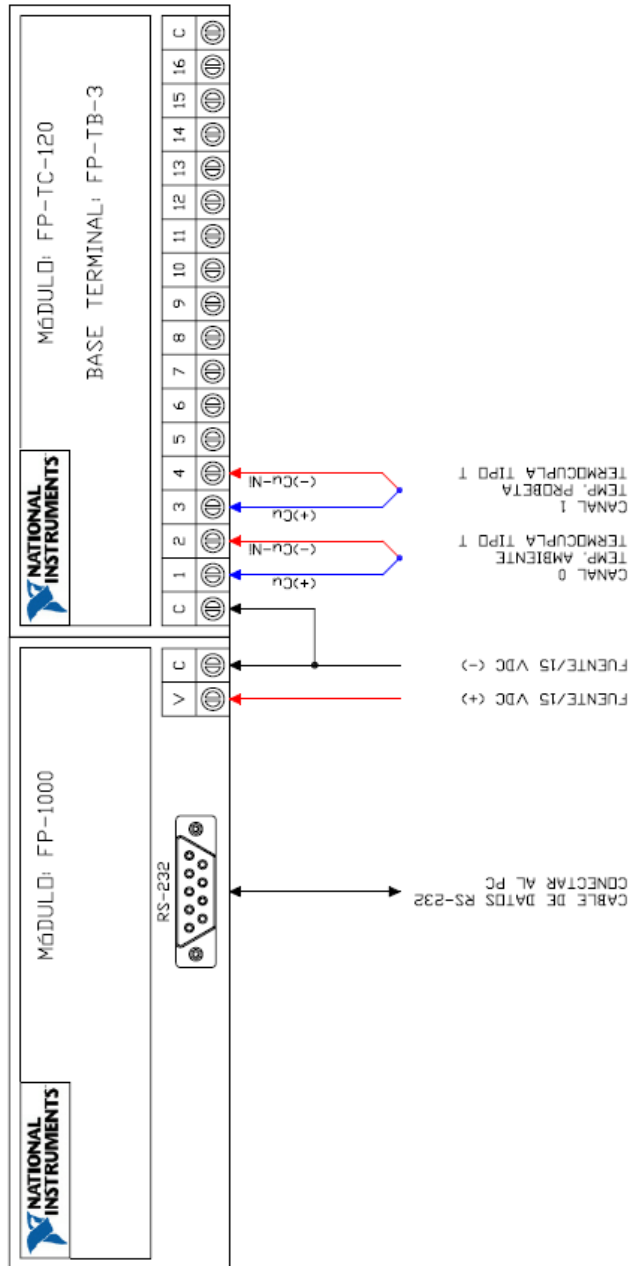 NATIONAL
INSTRUMENTS
MóDULO: FP-1000
RS-232
V
C
NATIONAL
INSTRUMENTS
MóDULO: FP-TC-120
BASE TERMINAL: FP-TB-3
C
1
2
3
4
5
6
7
8
9
10
11
12
13
14
15
16
C
(+)Cu
(-)Cu-Ni
(+)Cu
(-)Cu-Ni
CABLE DE DATOS RS-232
CONECTAR AL PC
FUENTE/15 VDC (+)
FUENTE/15 VDC (-)
CANAL 0
TEMP. AMBIENTE
TERMOCUPLA TIPO T
CANAL 1
TEMP. PROBETA
TERMOCUPLA TIPO T